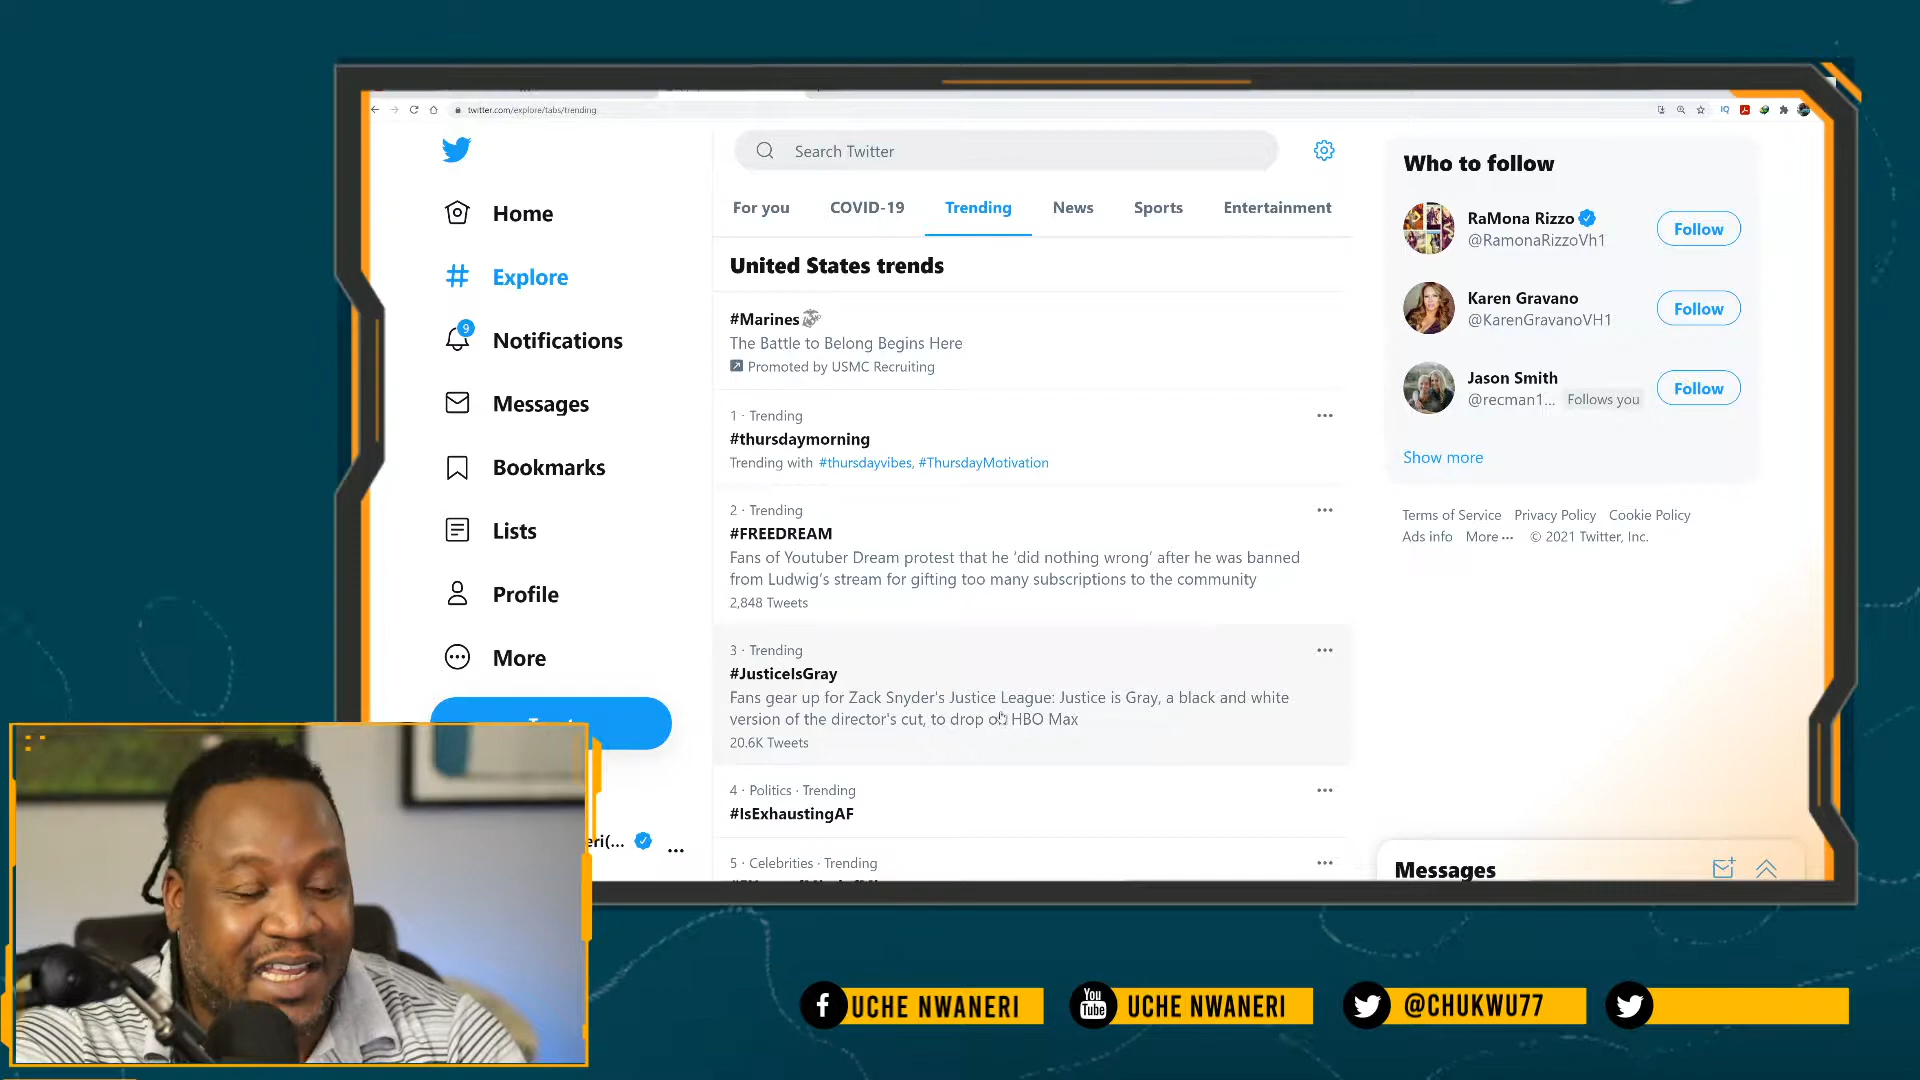 twitter.com/explore/tabs/trending
Home
Explore
9
Notifications
Messages
Bookmarks
Lists
Profile
More
eri(...
Search Twitter
For you COVID-19 Trending News Sports Entertainment
United States trends
#Marines
The Battle to Belong Begins Here
Promoted by USMC Recruiting
1 · Trending
#thursdaymorning
Trending with #thursdayvibes, #ThursdayMotivation
2 · Trending
#FREEDREAM
Fans of Youtuber Dream protest that he 'did nothing wrong' after he was banned
from Ludwig's stream for gifting too many subscriptions to the community
2,848 Tweets
3 · Trending
#JusticeIsGray
Fans gear up for Zack Snyder's Justice League: Justice is Gray, a black and white
version of the director's cut, to drop on HBO Max
20.6K Tweets
4 · Politics · Trending
#IsExhaustingAF
5 · Celebrities · Trending
Who to follow
RaMona Rizzo
@RamonaRizzoVh1
Follow
Karen Gravano
@KarenGravanoVH1
Follow
Jason Smith
@recman1... Follows you
Follow
Show more
Terms of Service Privacy Policy Cookie Policy
Ads info More ... © 2021 Twitter, Inc.
Messages
UCHE NWANERI
You Tube
UCHE NWANERI
@CHUKWU77